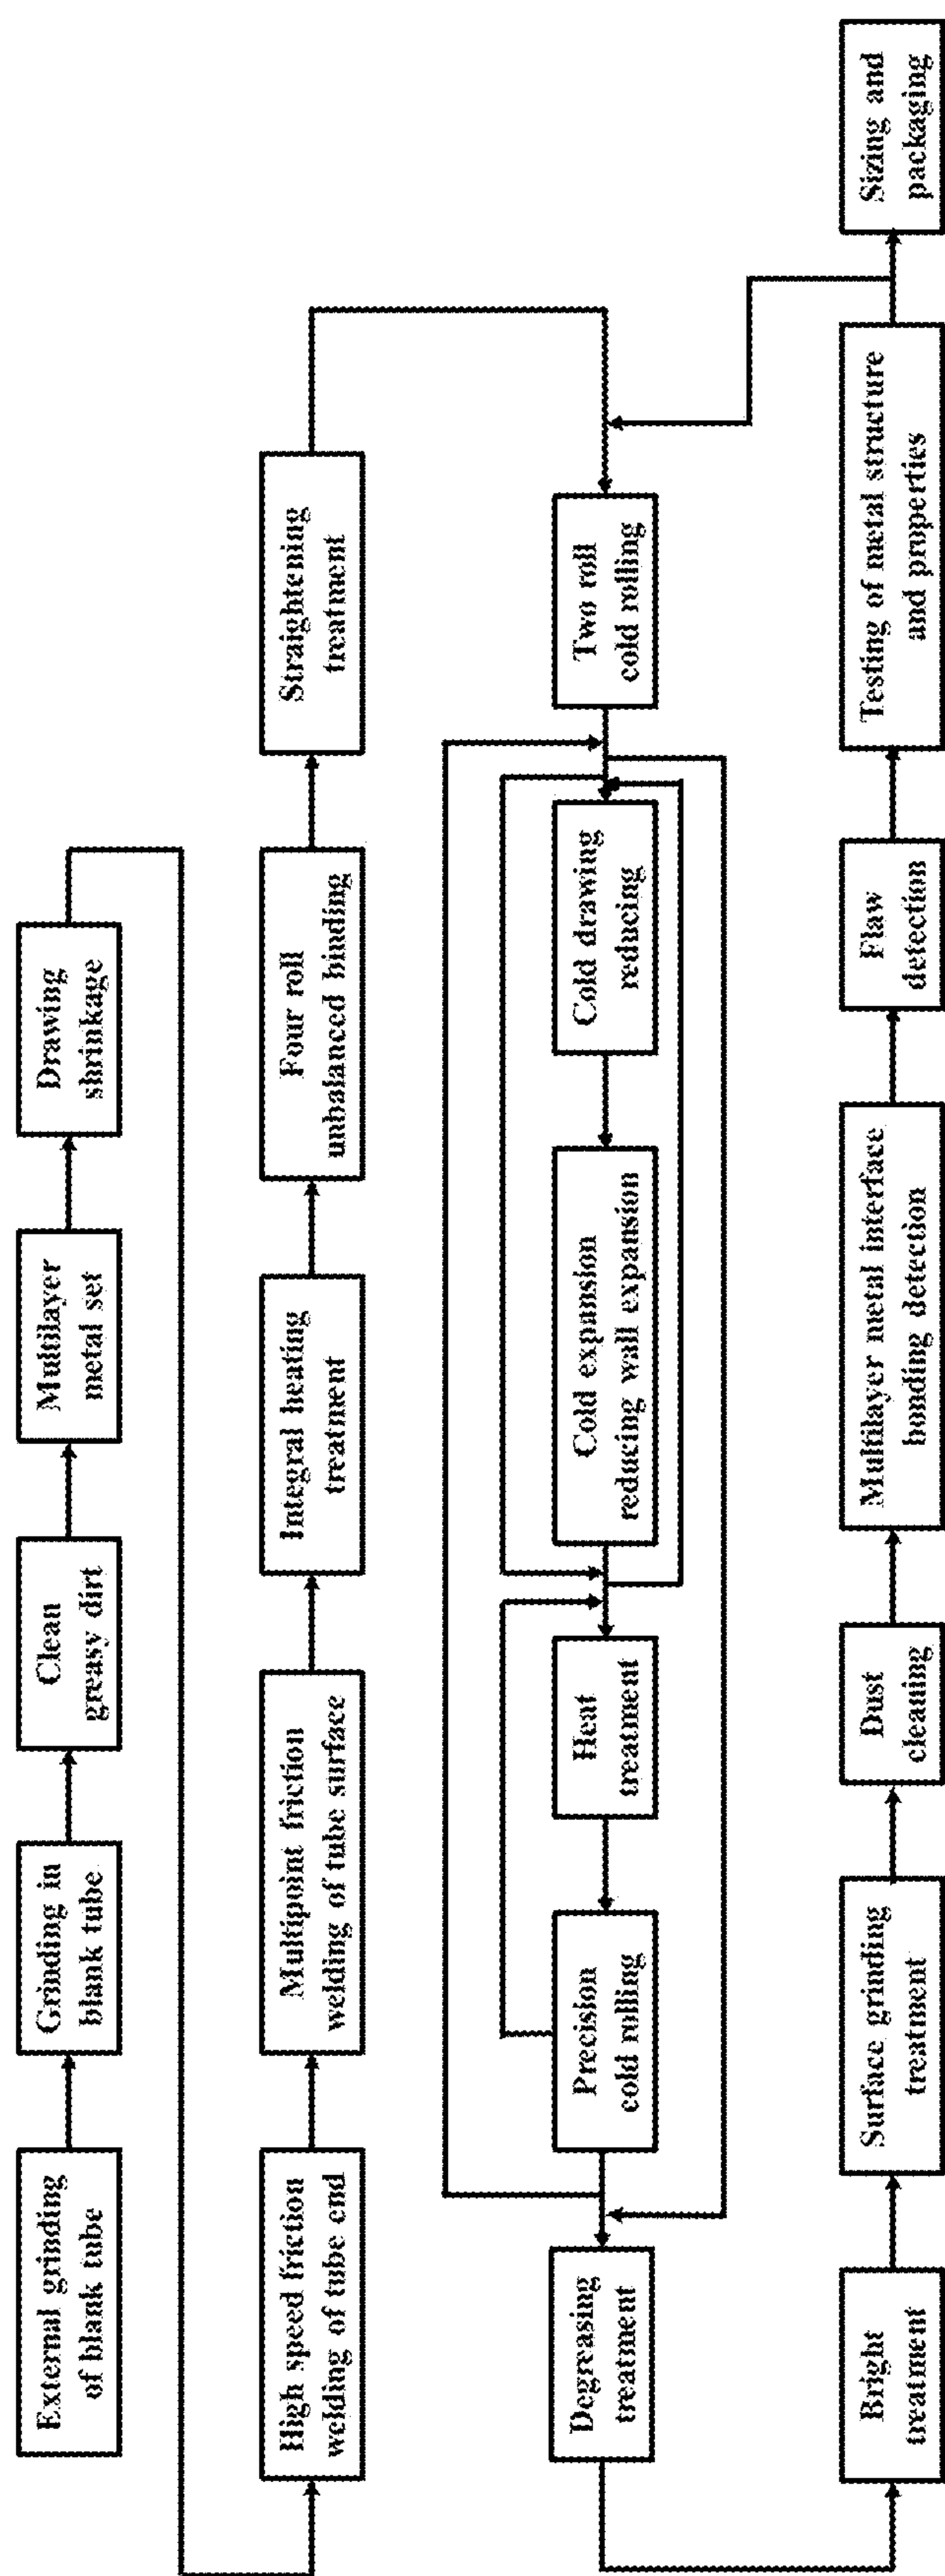 External grinding
of blank tube
Grinding in
blank tube
Clean
greasy dirt
Multilayer
metal set
Drawing
shrinkage
High speed friction
welding of tube end
Multipoint friction
welding of tube surface
Integral heating
treatment
Four roll
unbalanced binding
Straightening
treatment
Two roll
cold rolling
Cold drawing
reducing
Cold expansion
reducing wall expansion
Heat
treatment
Precision
cold rolling
Degreasing
treatment
Bright
treatment
Surface grinding
treatment
Dust
cleaning
Multilayer metal interface
bonding detection
Flaw
detection
Testing of metal structure
and properties
Sizing and
packaging